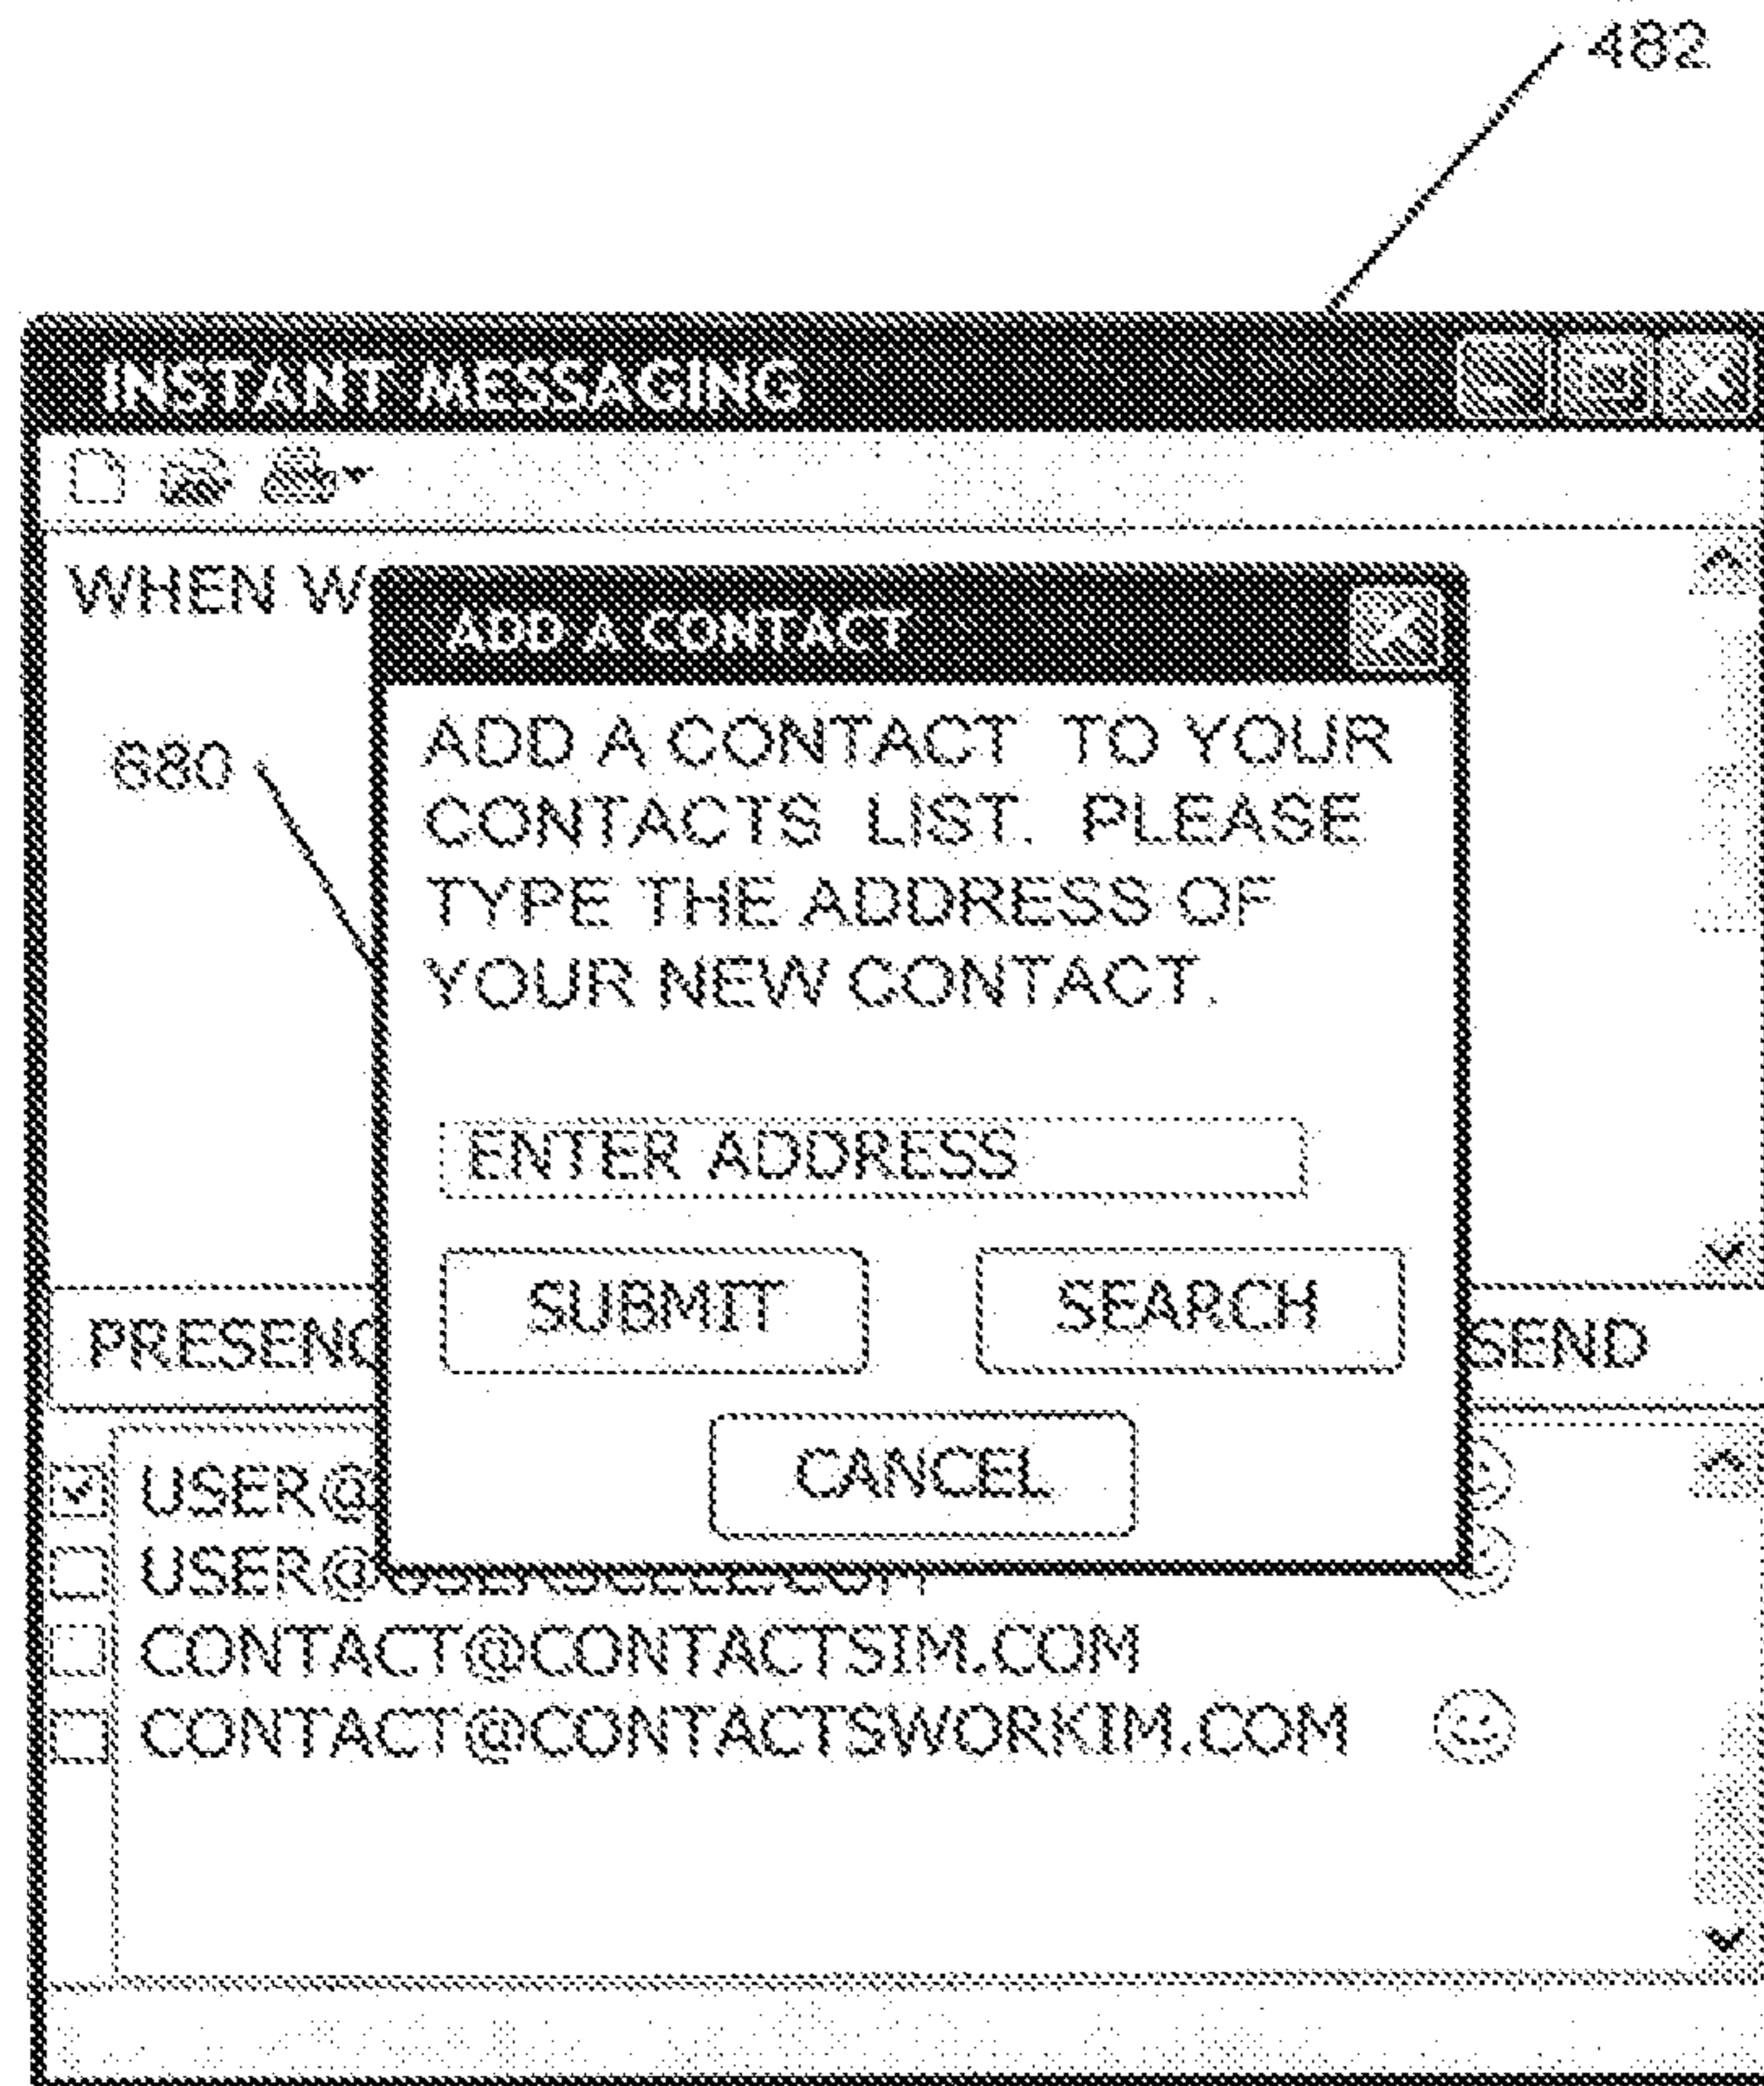 482
INSTANT MESSAGING
WHEN W
ADD A CONTACT
680
ADD A CONTACT TO YOUR
CONTACTS LIST. PLEASE
TYPE THE ADDRESS OF
YOUR NEW CONTACT.
ENTER ADDRESS
SUBMIT SEARCH
PRESENC SEND
CANCEL
USER@
USER@
CONTACT@CONTACTSIM.COM
CONTACT@CONTACTSWORKIM.COM